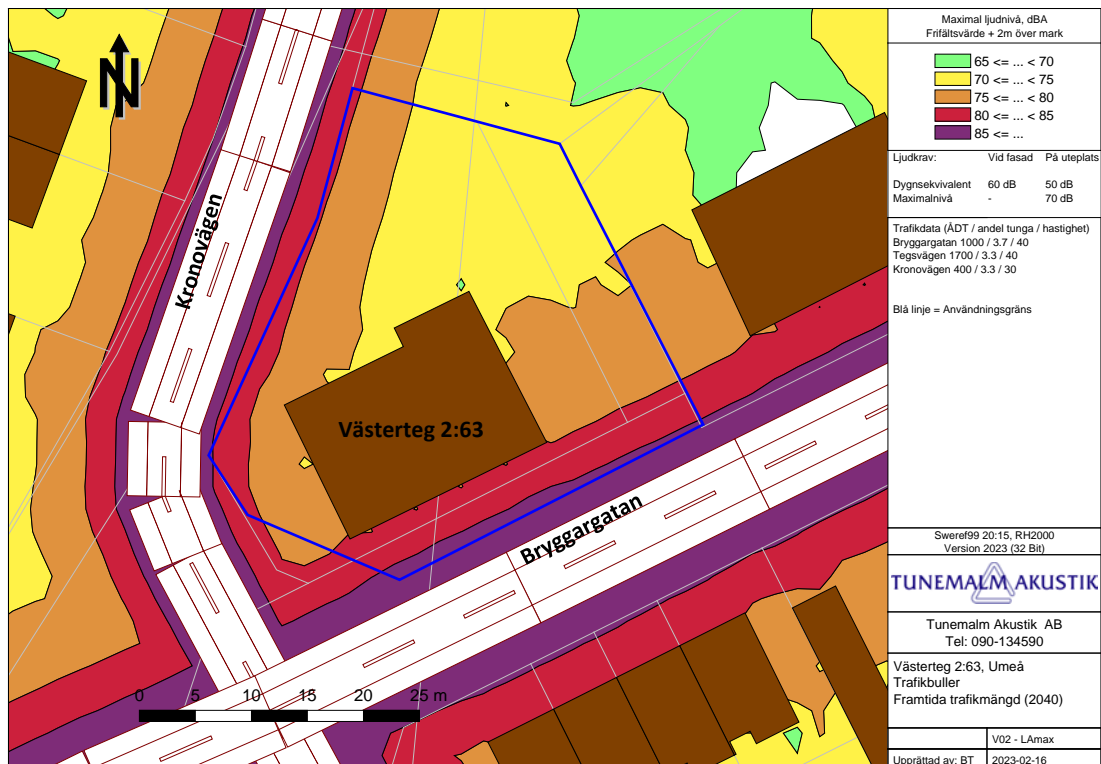 N
Kronovägen
Västerteg 2:63
Bryggargatan
0 5 10 15 20 25 m
Maximal ljudnivå, dBA
Frifältsvärde + 2m över mark
65 <= ... < 70
70 <= ... < 75
75 <= ... < 80
80 <= ... < 85
85 <= ...
Ljudkrav: Vid fasad På uteplats
Dygnsekvivalent 60 dB 50 dB
Maximalnivå - 70 dB
Trafikdata (ÅDT / andel tunga / hastighet)
Bryggargatan 1000 / 3.7 / 40
Tegsvägen 1700 / 3.3 / 40
Kronovägen 400 / 3.3 / 30
Blå linje = Användningsgräns
Sweref99 20:15, RH2000
Version 2023 (32 Bit)
TUNEMALM AKUSTIK
Tunemalm Akustik AB
Tel: 090-134590
Västerteg 2:63, Umeå
Trafikbuller
Framtida trafikmängd (2040)
V02 - LAmax
Upprättad av: BT 2023-02-16